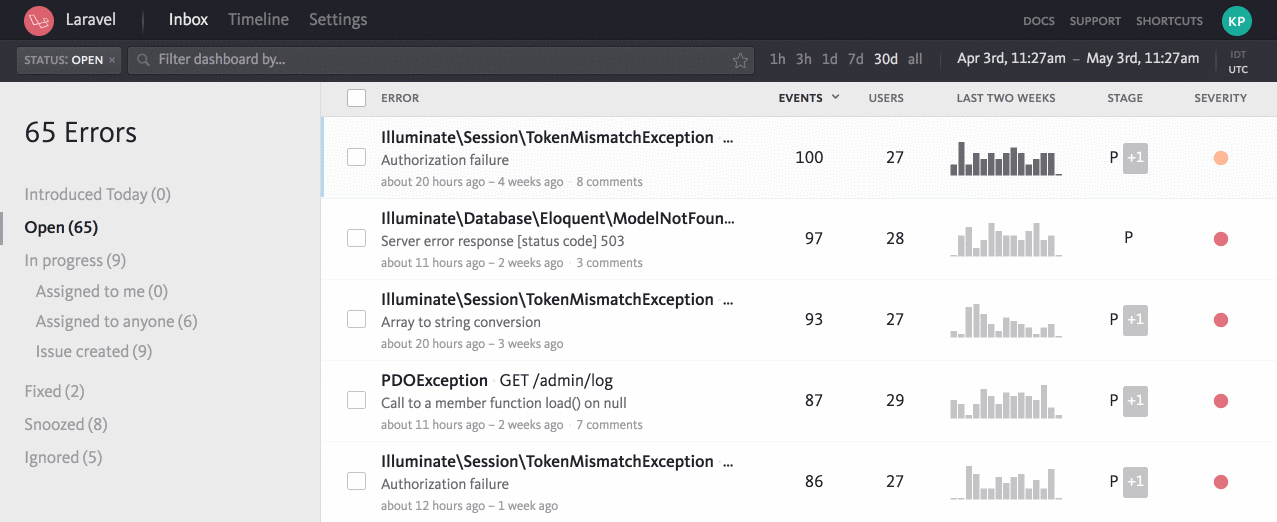 Laravel Inbox Timeline Settings DOCS SUPPORT SHORTCUTS KP
STATUS: OPEN × Filter dashboard by... 1h 3h 1d 7d 30d all Apr 3rd, 11:27am – May 3rd, 11:27am IDT
UTC
65 Errors
Introduced Today (0)
Open (65)
In progress (9)
Assigned to me (0)
Assigned to anyone (6)
Issue created (9)
Fixed (2)
Snoozed (8)
Ignored (5)
ERROR EVENTS USERS LAST TWO WEEKS STAGE SEVERITY
Illuminate\Session\TokenMismatchException · ...
Authorization failure 100 27 P +1
about 20 hours ago – 4 weeks ago · 8 comments
Illuminate\Database\Eloquent\ModelNotFoun...
Server error response [status code] 503 97 28 P
about 11 hours ago – 2 weeks ago · 3 comments
Illuminate\Session\TokenMismatchException · ...
Array to string conversion 93 27 P +1
about 20 hours ago – 3 weeks ago
PDOException · GET /admin/log
Call to a member function load() on null 87 29 P +1
about 11 hours ago – 2 weeks ago · 7 comments
Illuminate\Session\TokenMismatchException · ...
Authorization failure 86 27 P +1
about 12 hours ago – 1 week ago